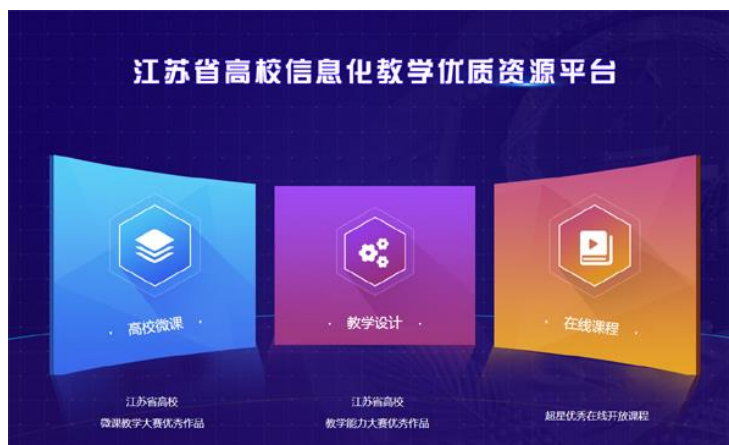 江苏省高校信息化教学优质资源平台
· 高校微课 ·
· 教学设计 ·
· 在线课程 ·
江苏省高校
微课教学大赛优秀作品
江苏省高校
教学能力大赛优秀作品
超星优秀在线开放课程